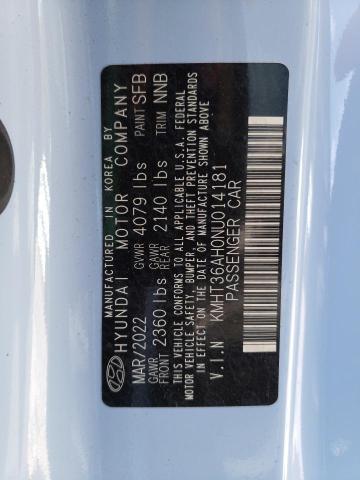 MANUFACTURED IN KOREA BY
HYUNDAI MOTOR COMPANY
MAR/2022 GVWR 4079 lbs PAINT SFB
GAWR FRONT 2360 lbs GAWR REAR 2140 lbs TRIM NNB
THIS VEHICLE CONFORMS TO ALL APPLICABLE U.S.A. FEDERAL
MOTOR VEHICLE SAFETY, BUMPER, AND THEFT PREVENTION STANDARDS
IN EFFECT ON THE DATE OF MANUFACTURE SHOWN ABOVE
V.I.N KMHT36AH0NU014181
PASSENGER CAR